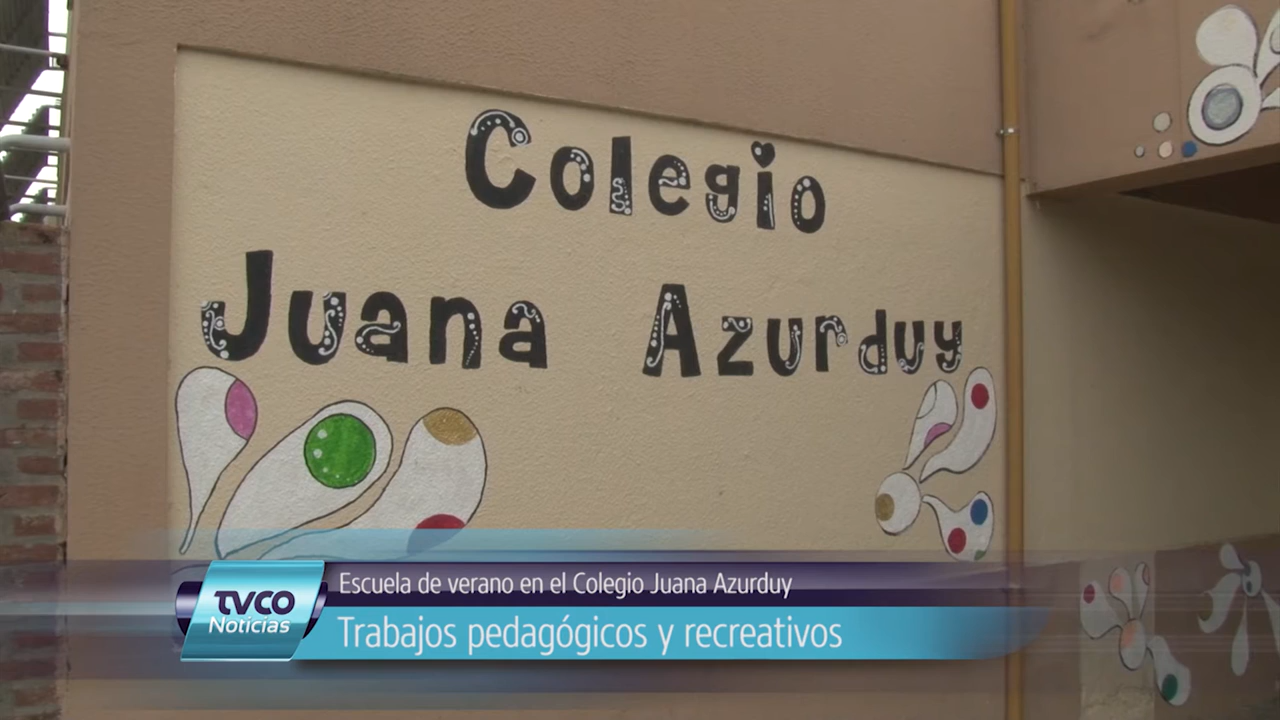 Colegio
Juana Azurduy
Escuela de verano en el Colegio Juana Azurduy
TVCO
Noticias
Trabajos pedagógicos y recreativos